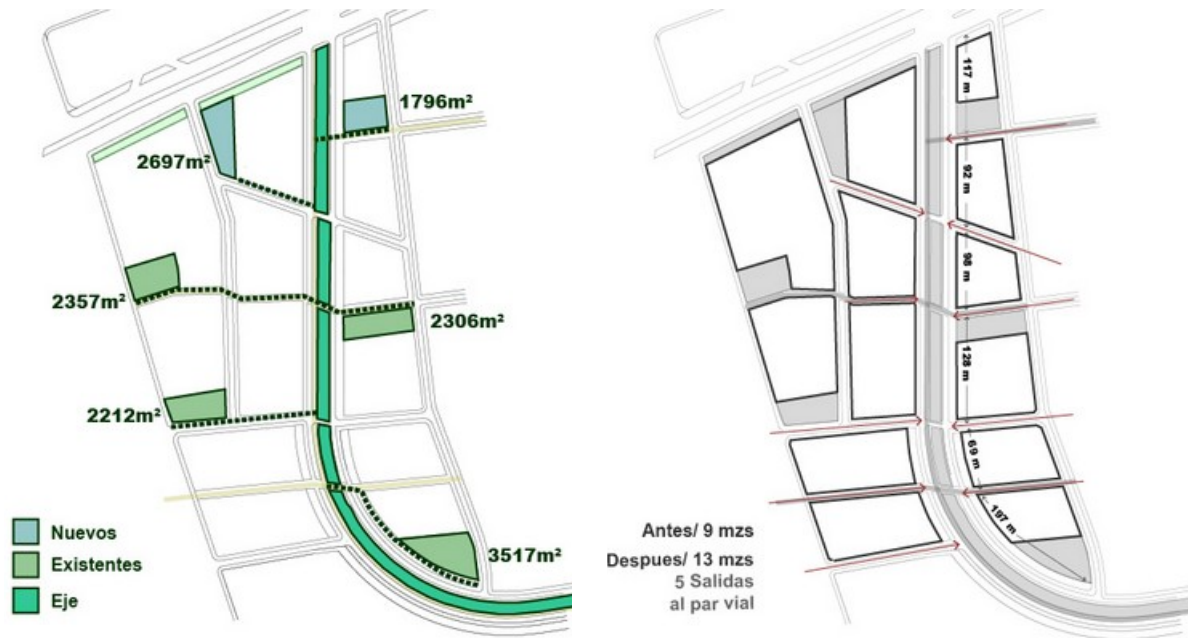 1796m²
2697m²
2357m²
2306m²
2212m²
3517m²
Nuevos
Existentes
Eje
117 m
92 m
98 m
128 m
69 m
197 m
Antes/ 9 mzs
Despues/ 13 mzs
5 Salidas
al par vial